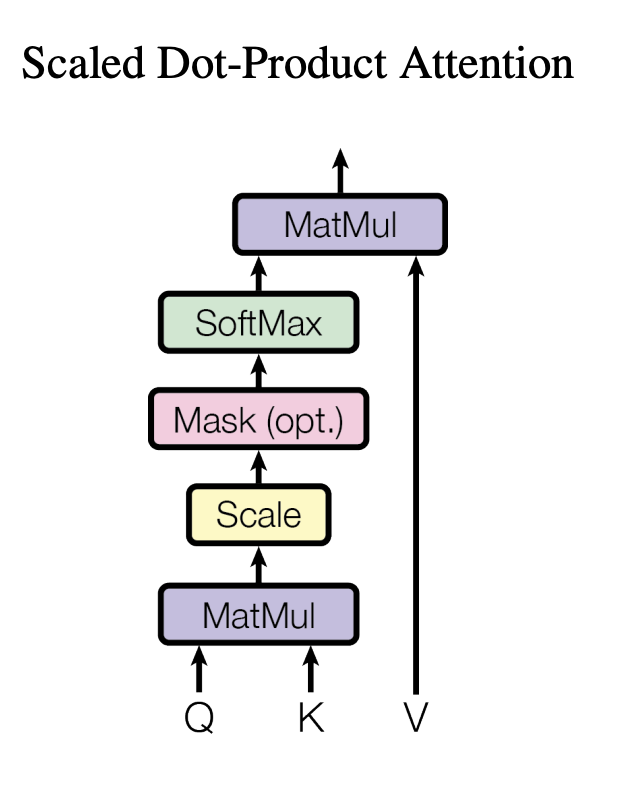 Scaled Dot-Product Attention
MatMul
SoftMax
Mask (opt.)
Scale
MatMul
Q K V